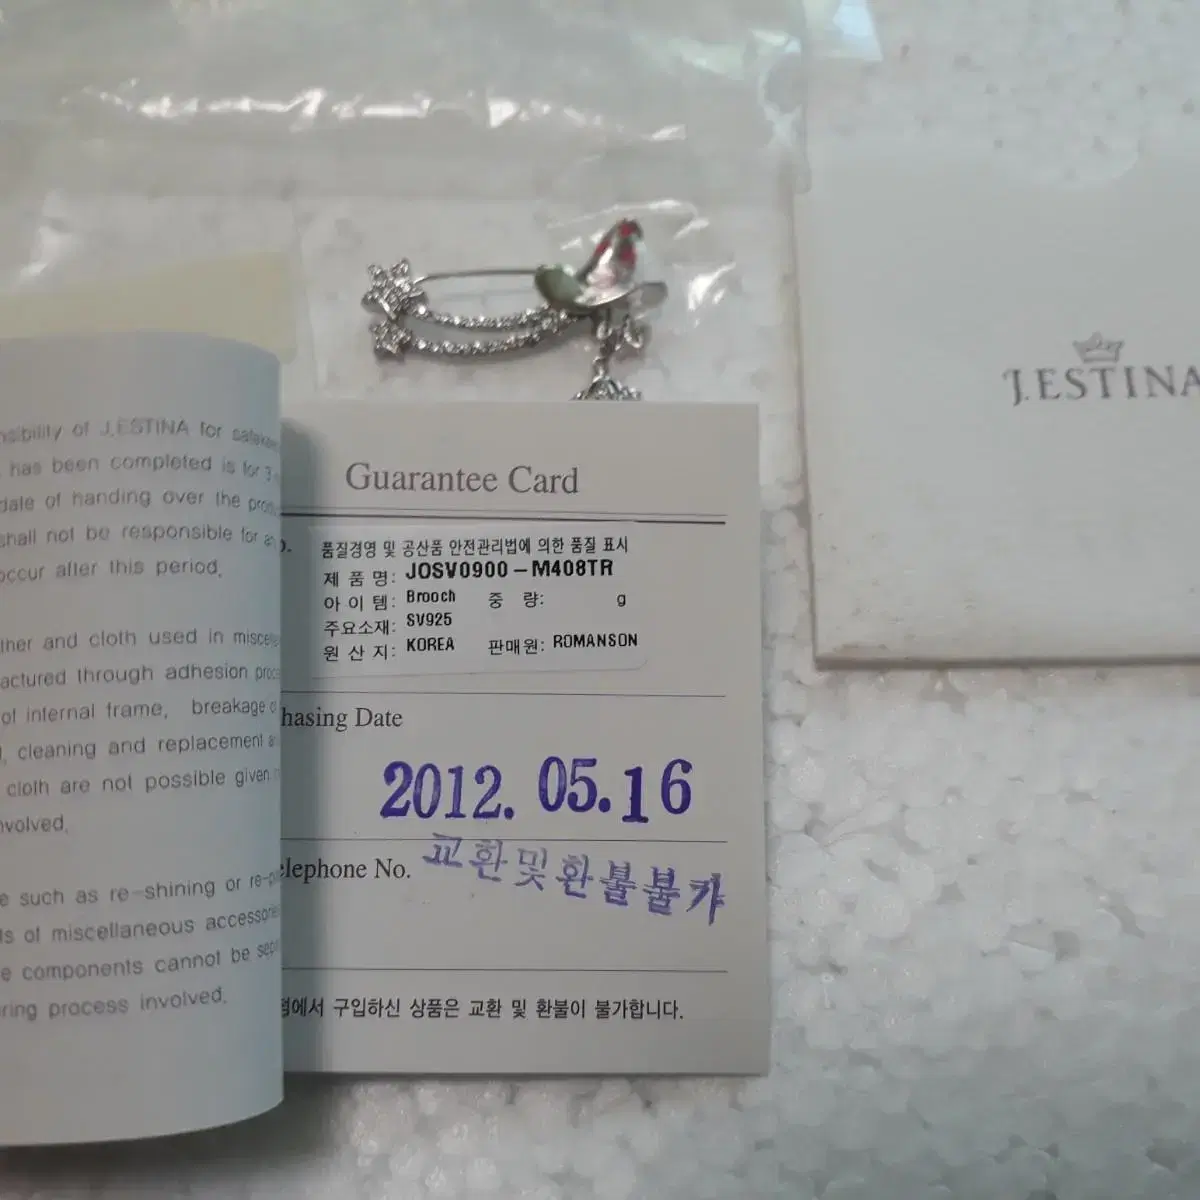 J.ESTINA
nsibility of J.ESTINA for
has been completed is for 3
date of handing over the
shall not be responsible for
occur after this period.
ther and cloth used in
actured through adhesion
of internal frame, breakage
cleaning and replacement
cloth are not possible given
nvolved.
e such as re-shining or
ts of miscellaneous
e components cannot be
ring process involved.
Guarantee Card
품질경영 및 공산품 안전관리법에 의한 품질 표시
제 품 명: JOSV0900-M408TR
아 이 템: Brooch 중 량: g
주요소재: SV925
원 산 지: KOREA 판매원: ROMANSON
hasing Date
2012. 05.16
elephone No. 교환및환불불가
점에서 구입하신 상품은 교환 및 환불이 불가합니다.